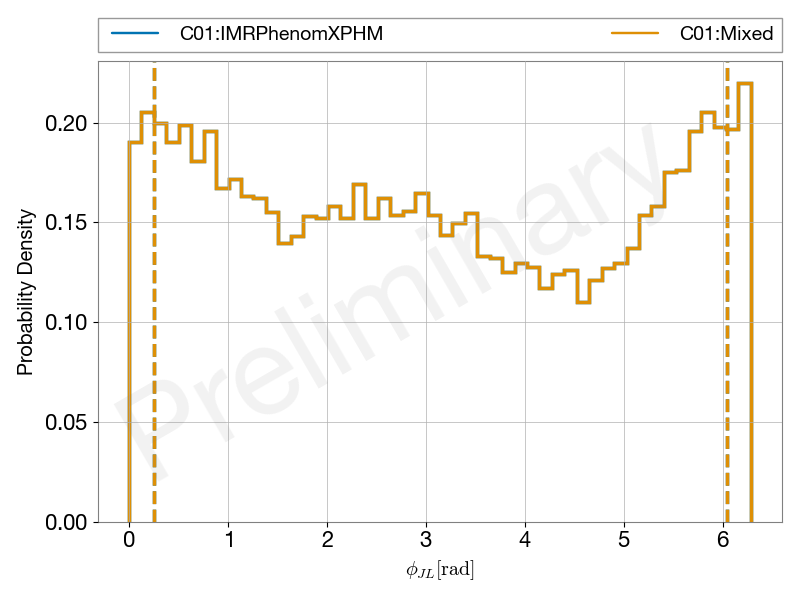 C01:IMRPhenomXPHM
C01:Mixed
0.20
0.15
0.10
0.05
0.00
Probability Density
Preliminary
0 1 2 3 4 5 6
ϕ_JL[rad]